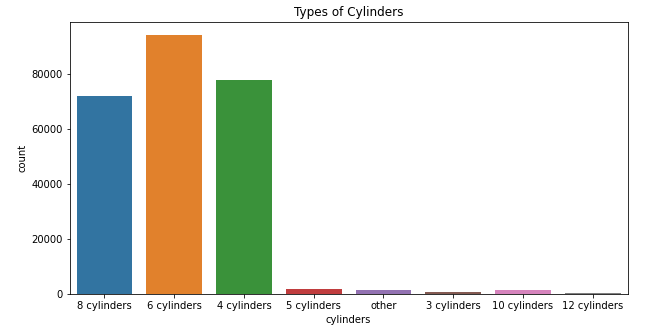 Types of Cylinders
count
80000
60000
40000
20000
0
8 cylinders 6 cylinders 4 cylinders 5 cylinders other 3 cylinders 10 cylinders 12 cylinders
cylinders